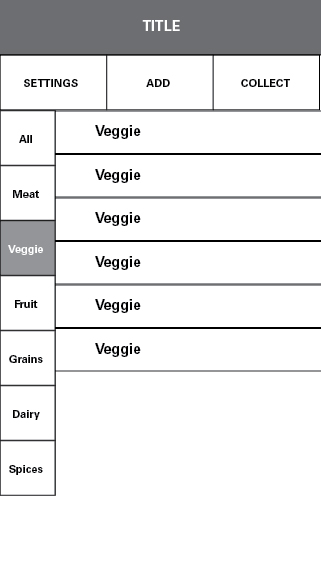 TITLE
SETTINGS ADD COLLECT
All
Meat
Veggie
Fruit
Grains
Dairy
Spices
Veggie
Veggie
Veggie
Veggie
Veggie
Veggie